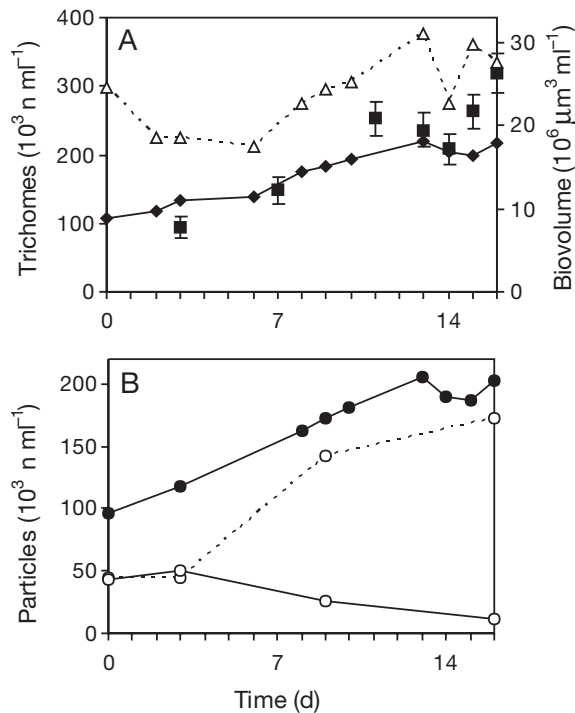 A
400
300
200
100
0
Trichomes (10³ n ml⁻¹)
30
20
10
0
Biovolume (10⁶ µm³ ml⁻¹)
0 7 14
B
200
150
100
50
0
Particles (10³ n ml⁻¹)
0 7 14
Time (d)